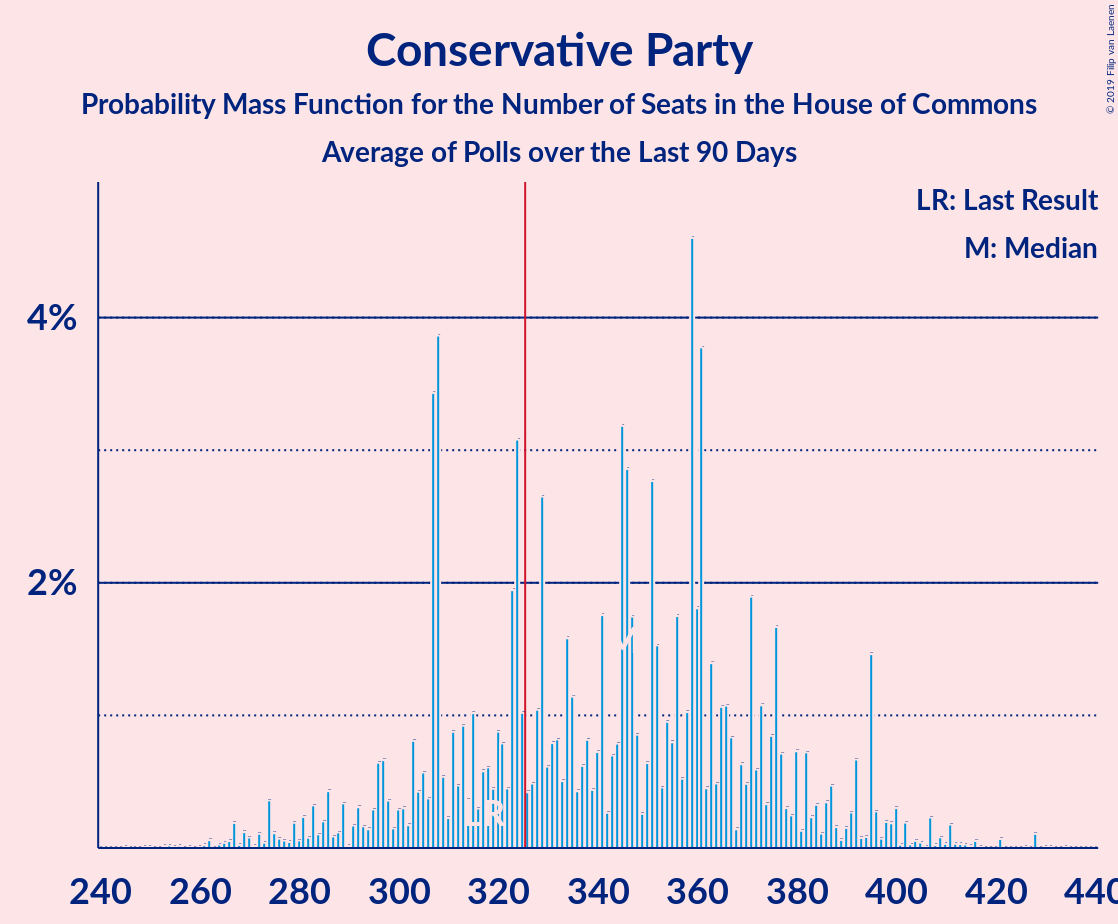 Conservative Party
Probability Mass Function for the Number of Seats in the House of Commons
Average of Polls over the Last 90 Days
© 2019 Filip van Laenen
LR: Last Result
M: Median
4%
2%
LR
240 260 280 300 320 340 360 380 400 420 440